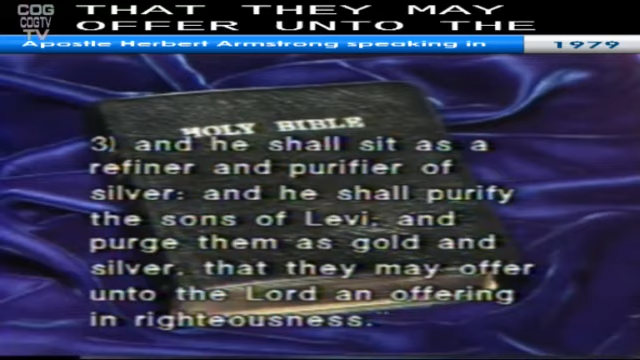 COG
COGTV
TV
THAT THEY MAY
OFFER UNTO THE
Apostle Herbert Armstrong speaking in
1979
HOLY BIBLE
3) and he shall sit as a
refiner and purifier of
silver: and he shall purify
the sons of Levi, and
purge them as gold and
silver, that they may offer
unto the Lord an offering
in righteousness."